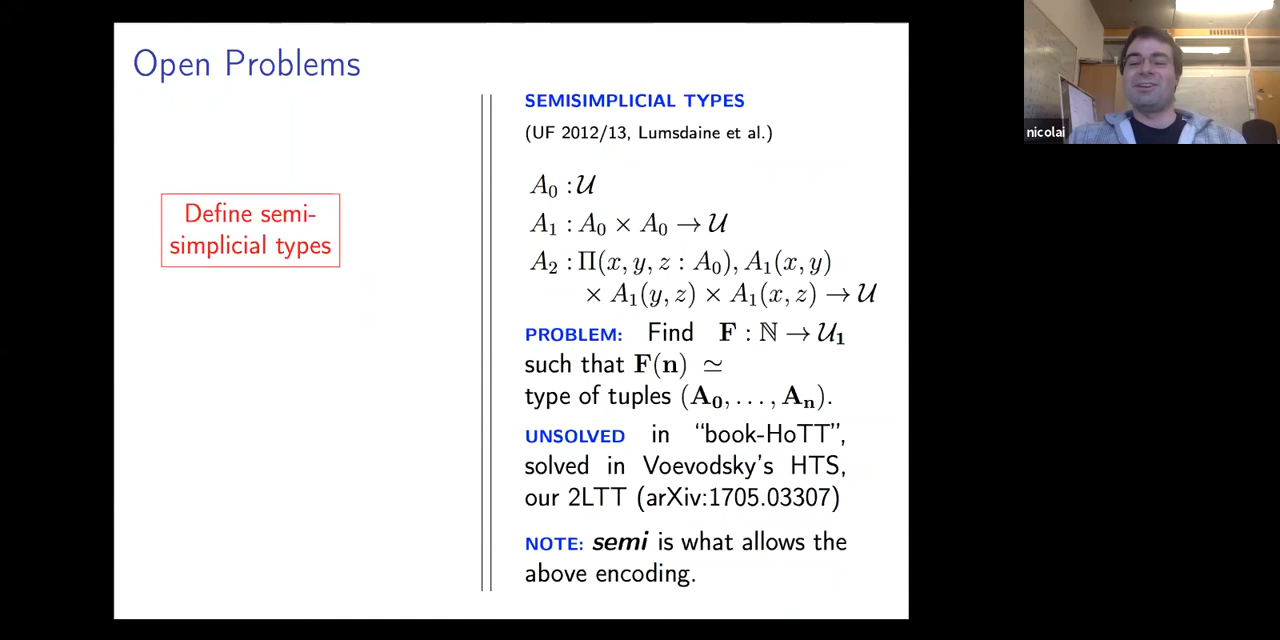 Open Problems
Define semi-
simplicial types
SEMISIMPLICIAL TYPES
(UF 2012/13, Lumsdaine et al.)
A₀ : 𝒰
A₁ : A₀ × A₀ → 𝒰
A₂ : Π(x, y, z : A₀), A₁(x, y)
× A₁(y, z) × A₁(x, z) → 𝒰
PROBLEM: Find F : ℕ → 𝒰₁
such that F(n) ≃
type of tuples (A₀, . . . , Aₙ).
UNSOLVED in “book-HoTT”,
solved in Voevodsky’s HTS,
our 2LTT (arXiv:1705.03307)
NOTE: semi is what allows the
above encoding.
nicolai